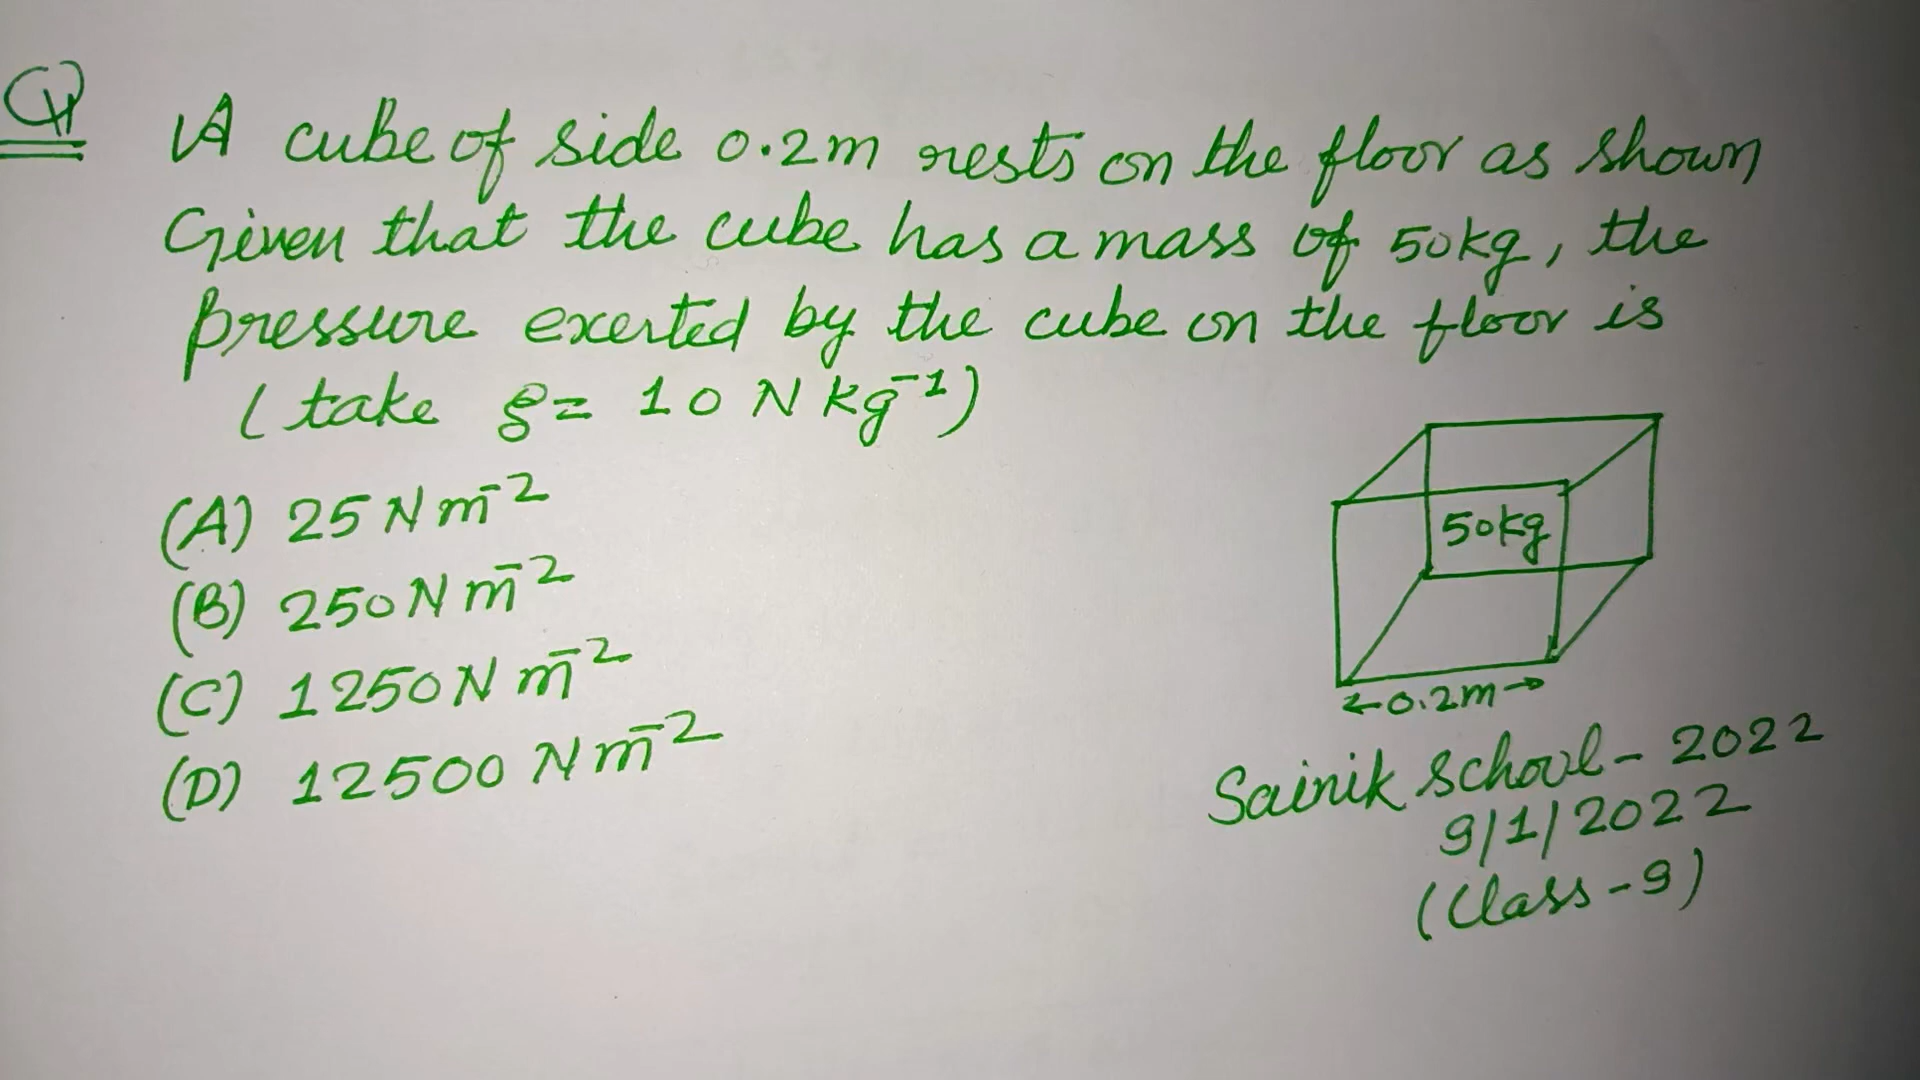 Q
A cube of side 0.2m rests on the floor as shown
Given that the cube has a mass of 50kg, the
pressure exerted by the cube on the floor is
(take g = 10 N kg⁻¹)
(A) 25 N m⁻²
(B) 250 N m⁻²
(C) 1250 N m⁻²
(D) 12500 N m⁻²
50kg
←0.2m→
Sainik School - 2022
9/1/2022
(Class - 9)